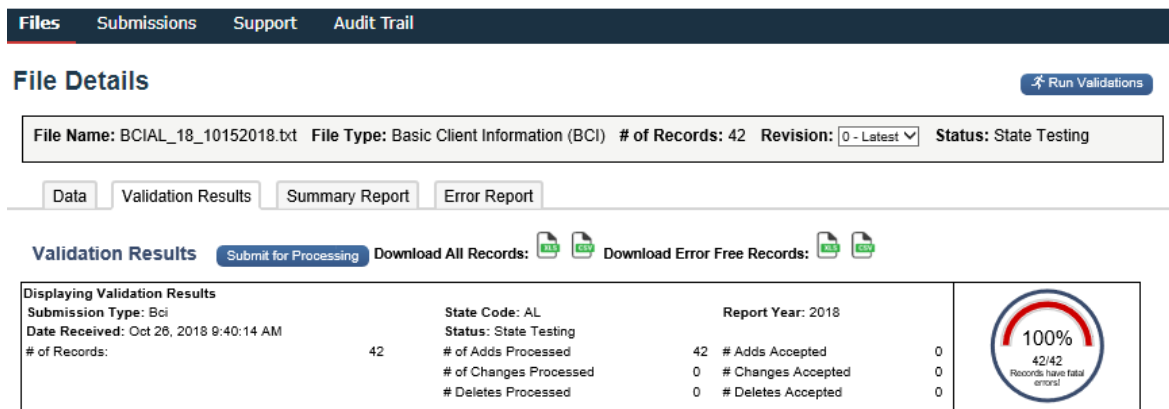 Files Submissions Support Audit Trail
File Details
Run Validations
File Name: BCIAL_18_10152018.txt File Type: Basic Client Information (BCI) # of Records: 42 Revision: 0 - Latest Status: State Testing
Data Validation Results Summary Report Error Report
Validation Results Submit for Processing Download All Records: XLS CSV Download Error Free Records: XLS CSV
Displaying Validation Results
Submission Type: Bci State Code: AL Report Year: 2018
Date Received: Oct 26, 2018 9:40:14 AM Status: State Testing
# of Records: 42 # of Adds Processed 42 # Adds Accepted 0
# of Changes Processed 0 # Changes Accepted 0
# Deletes Processed 0 # Deletes Accepted 0
100%
42/42
Records have fatal
errors!